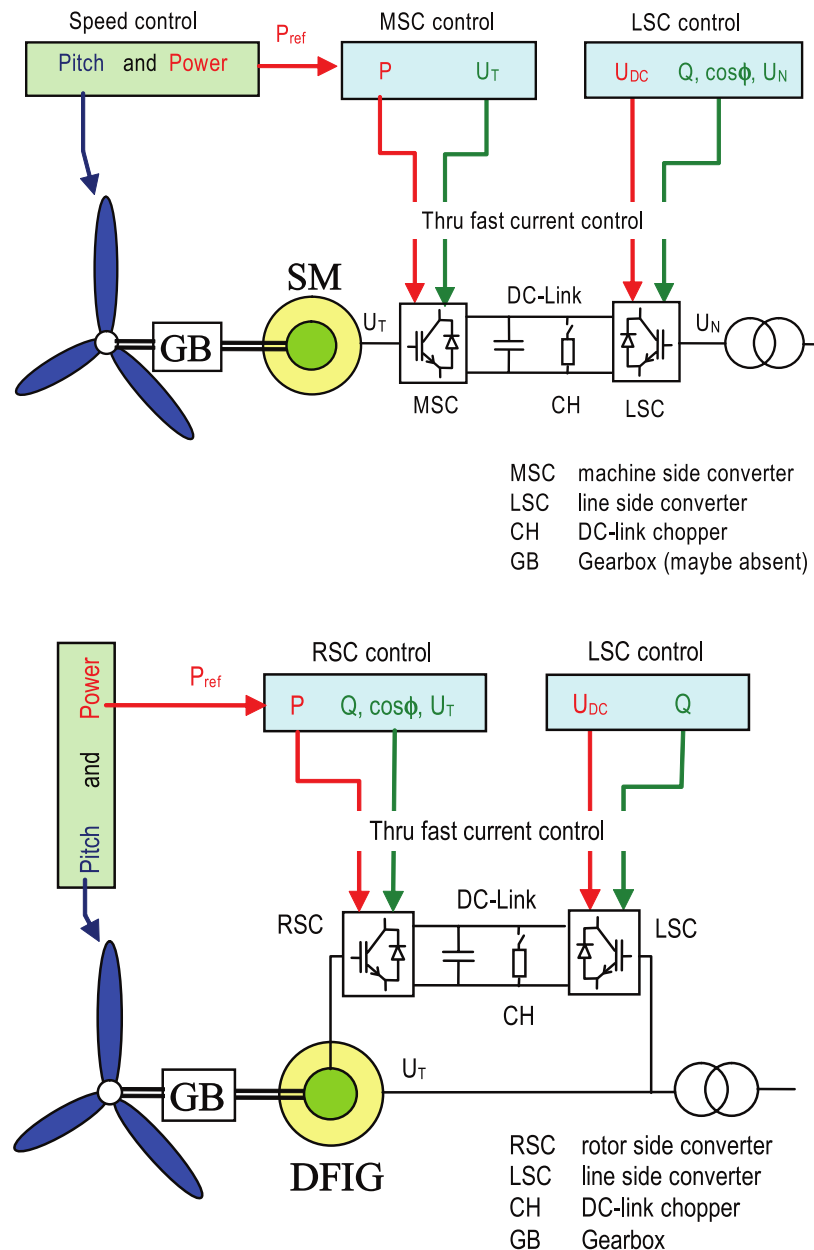 Speed control
MSC control
LSC control
Pref
Pitch and Power
P UT
UDC Q, cosϕ, UN
Thru fast current control
SM
DC-Link
UT
UN
GB
MSC
CH
LSC
MSC machine side converter
LSC line side converter
CH DC-link chopper
GB Gearbox (maybe absent)
RSC control
LSC control
Pref
Pitch and Power
P Q, cosϕ, UT
UDC Q
Thru fast current control
DC-Link
RSC
LSC
CH
UT
GB
DFIG
RSC rotor side converter
LSC line side converter
CH DC-link chopper
GB Gearbox